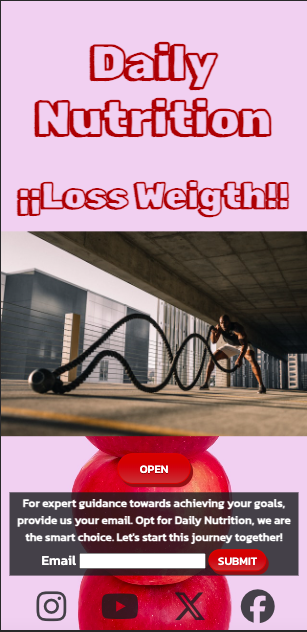 Daily
Nutrition
¡¡Loss Weigth!!
OPEN
For expert guidance towards achieving your goals,
provide us your email. Opt for Daily Nutrition, we are
the smart choice. Let's start this journey together!
Email SUBMIT